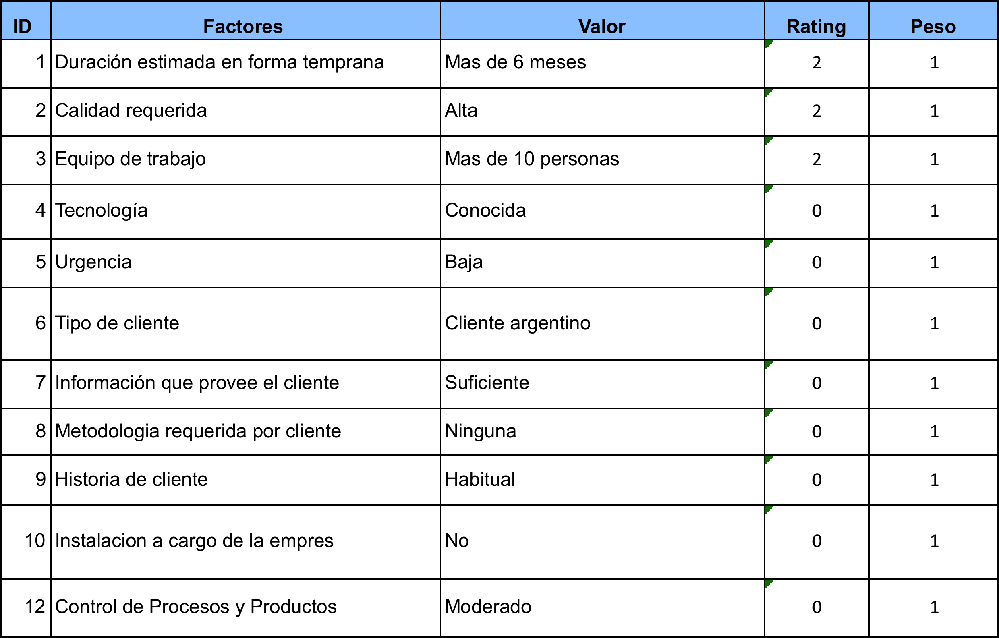 ID Factores Valor Rating Peso
1 Duración estimada en forma temprana Mas de 6 meses 2 1
2 Calidad requerida Alta 2 1
3 Equipo de trabajo Mas de 10 personas 2 1
4 Tecnología Conocida 0 1
5 Urgencia Baja 0 1
6 Tipo de cliente Cliente argentino 0 1
7 Información que provee el cliente Suficiente 0 1
8 Metodologia requerida por cliente Ninguna 0 1
9 Historia de cliente Habitual 0 1
10 Instalacion a cargo de la empres No 0 1
12 Control de Procesos y Productos Moderado 0 1